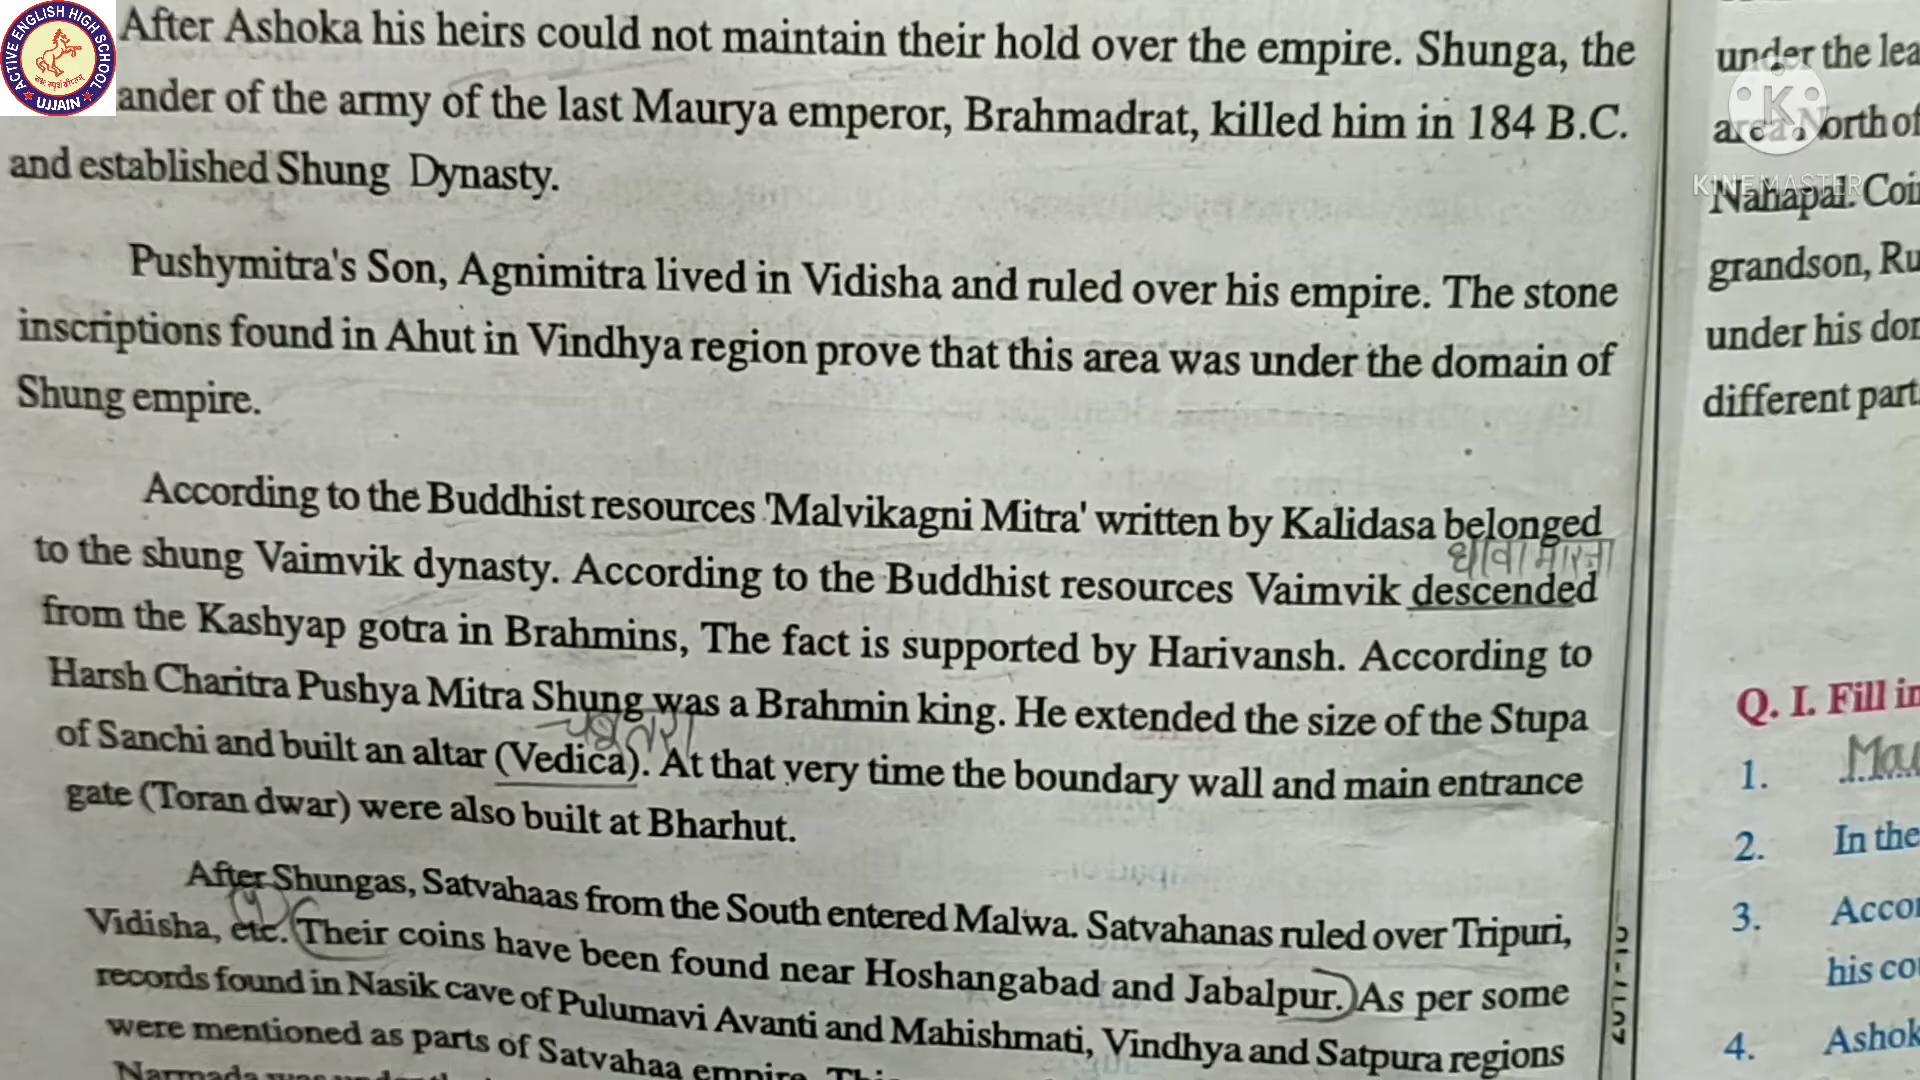 ACTIVE ENGLISH HIGH SCHOOL
UJJAIN
After Ashoka his heirs could not maintain their hold over the empire. Shunga, the
ander of the army of the last Maurya emperor, Brahmadrat, killed him in 184 B.C.
and established Shung Dynasty.
Pushymitra's Son, Agnimitra lived in Vidisha and ruled over his empire. The stone
inscriptions found in Ahut in Vindhya region prove that this area was under the domain of
Shung empire.
According to the Buddhist resources 'Malvikagni Mitra' written by Kalidasa belonged
धावा मारना
to the shung Vaimvik dynasty. According to the Buddhist resources Vaimvik descended
from the Kashyap gotra in Brahmins, The fact is supported by Harivansh. According to
Harsh Charitra Pushya Mitra Shung was a Brahmin king. He extended the size of the Stupa
of Sanchi and built an altar (Vedica). At that very time the boundary wall and main entrance
gate (Toran dwar) were also built at Bharhut.
After Shungas, Satvahaas from the South entered Malwa. Satvahanas ruled over Tripuri,
Vidisha, etc. Their coins have been found near Hoshangabad and Jabalpur. As per some
records found in Nasik cave of Pulumavi Avanti and Mahishmati, Vindhya and Satpura regions
were mentioned as parts of Satvahaa empire.
Narmada was
under the lea
area North of
Nahapal. Coi
grandson, Ru
under his dom
different part
K
KINEMASTER
Q. I. Fill in
1. Mau
2. In the
3. Accor
his cou
4. Ashok